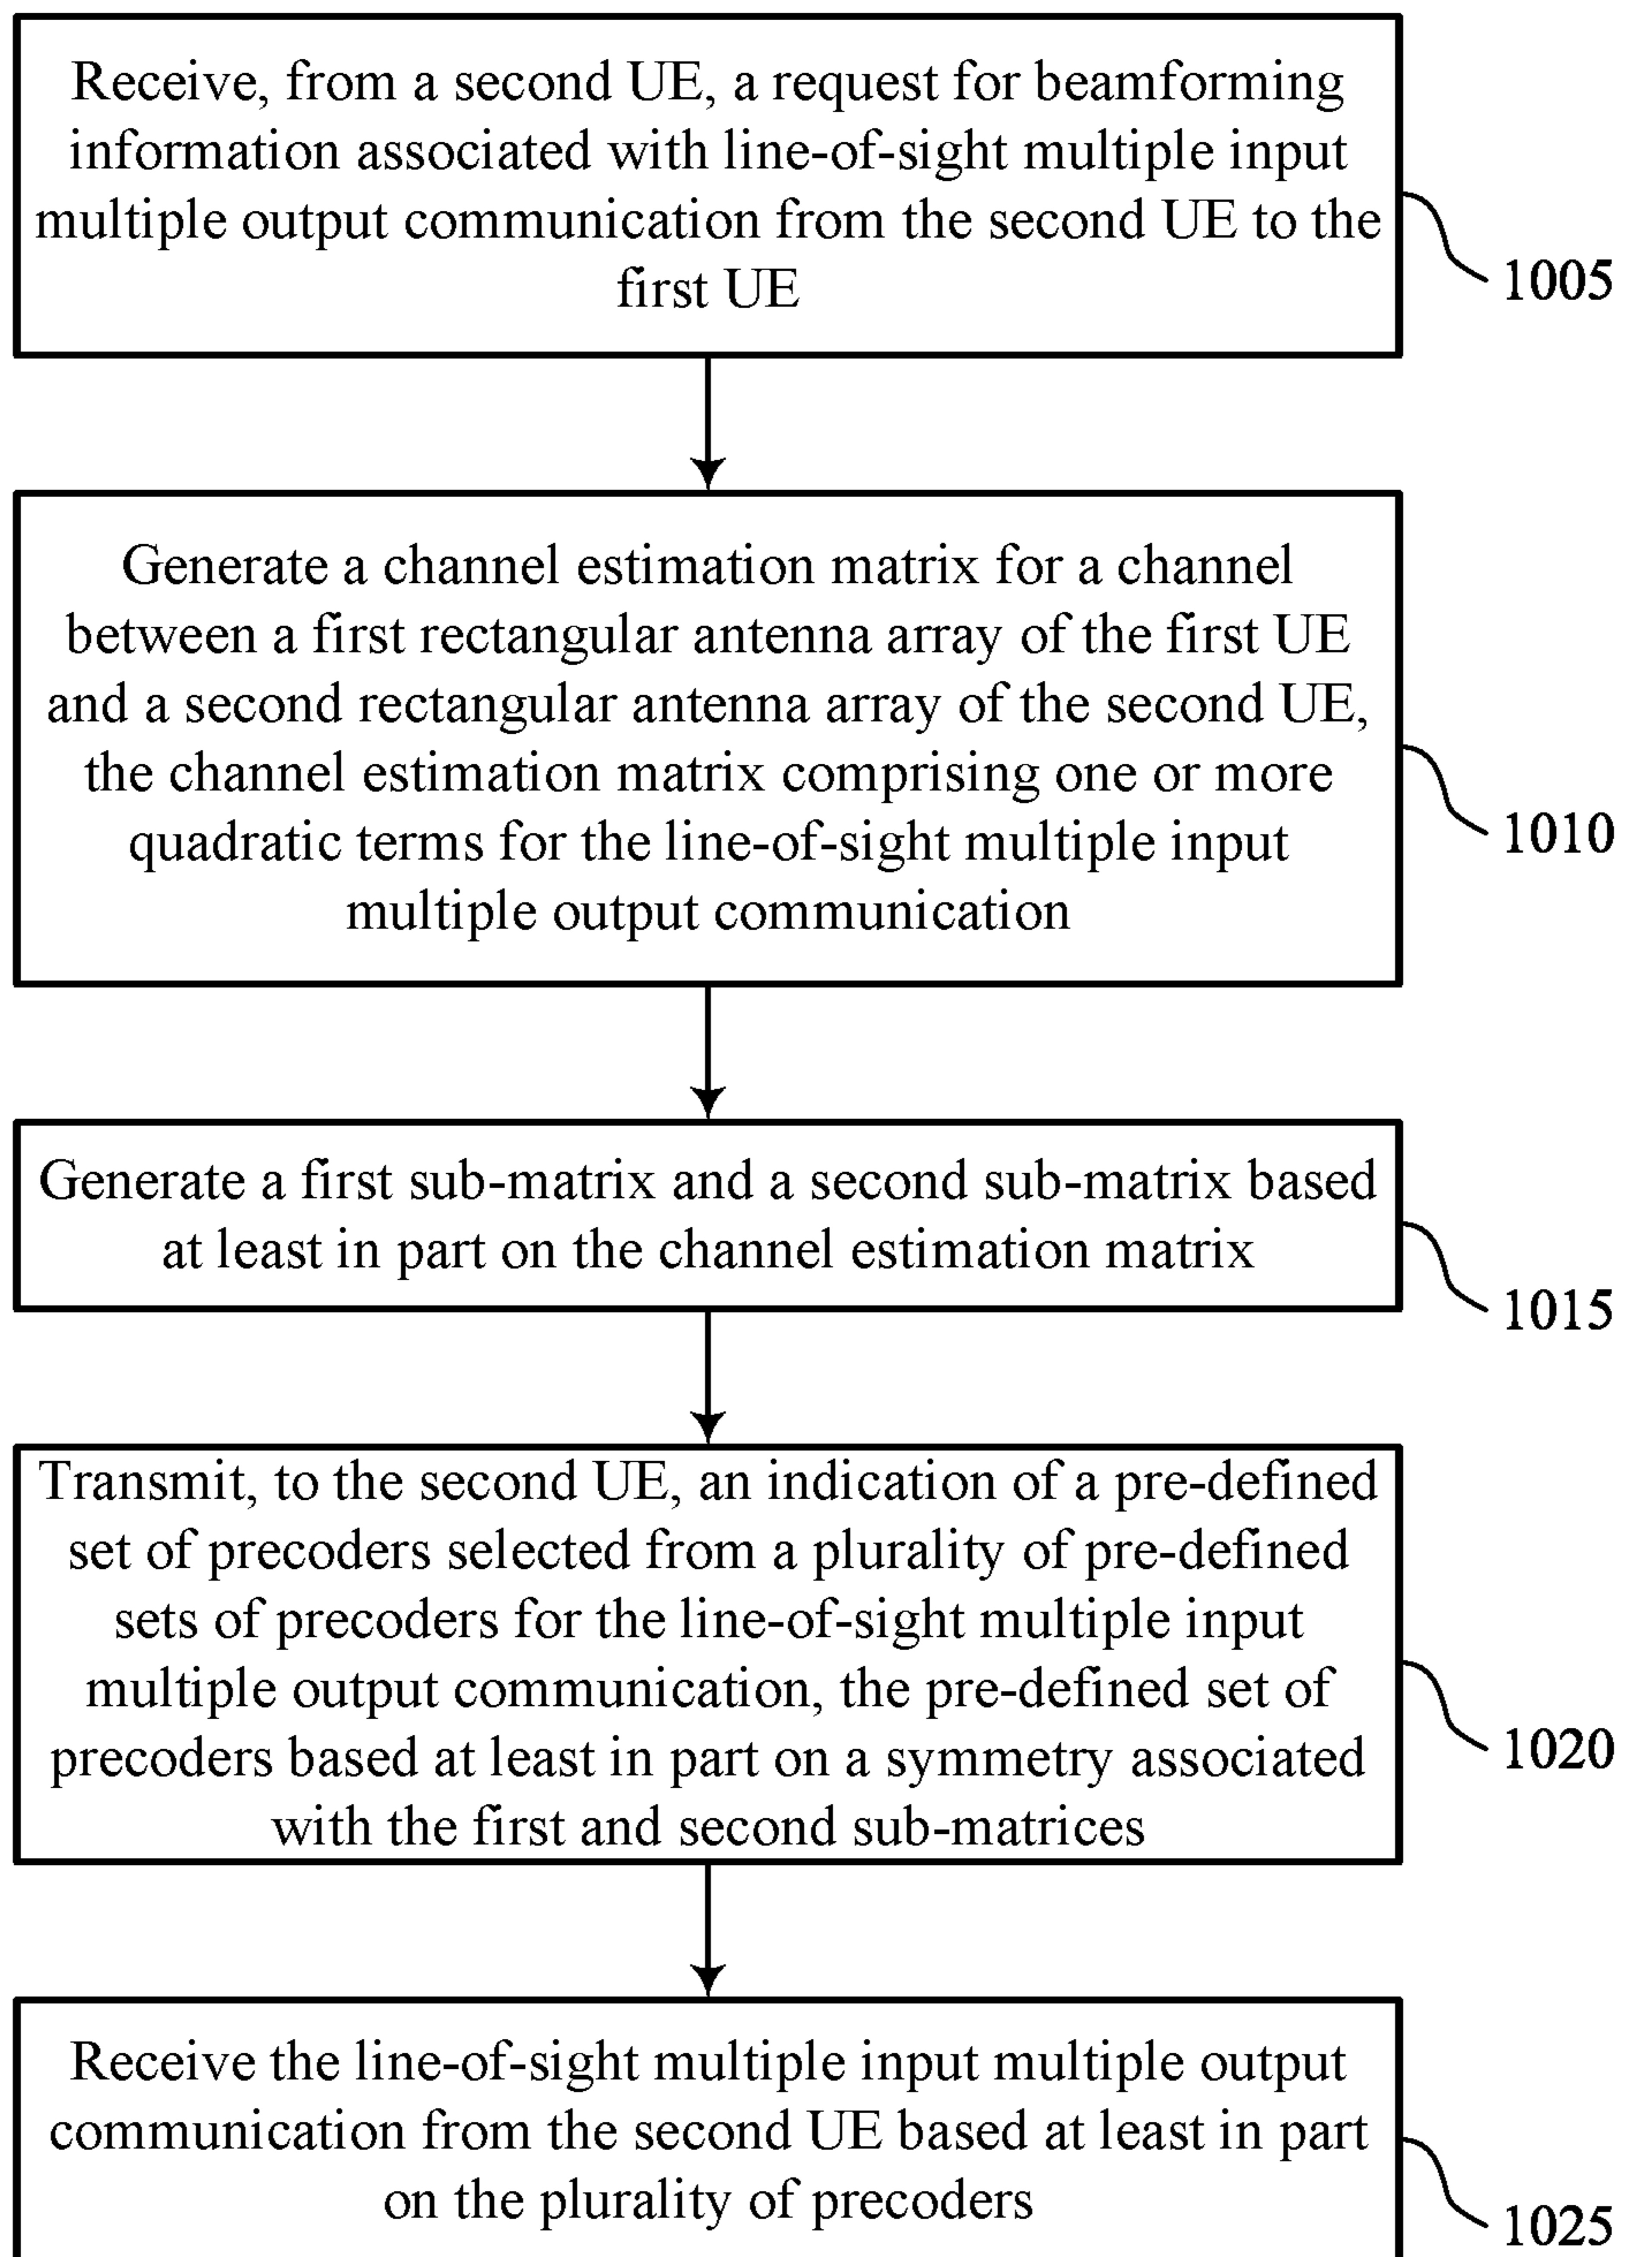 Receive, from a second UE, a request for beamforming
information associated with line-of-sight multiple input
multiple output communication from the second UE to the
first UE
1005
Generate a channel estimation matrix for a channel
between a first rectangular antenna array of the first UE
and a second rectangular antenna array of the second UE,
the channel estimation matrix comprising one or more
quadratic terms for the line-of-sight multiple input
multiple output communication
1010
Generate a first sub-matrix and a second sub-matrix based
at least in part on the channel estimation matrix
1015
Transmit, to the second UE, an indication of a pre-defined
set of precoders selected from a plurality of pre-defined
sets of precoders for the line-of-sight multiple input
multiple output communication, the pre-defined set of
precoders based at least in part on a symmetry associated
with the first and second sub-matrices
1020
Receive the line-of-sight multiple input multiple output
communication from the second UE based at least in part
on the plurality of precoders
1025